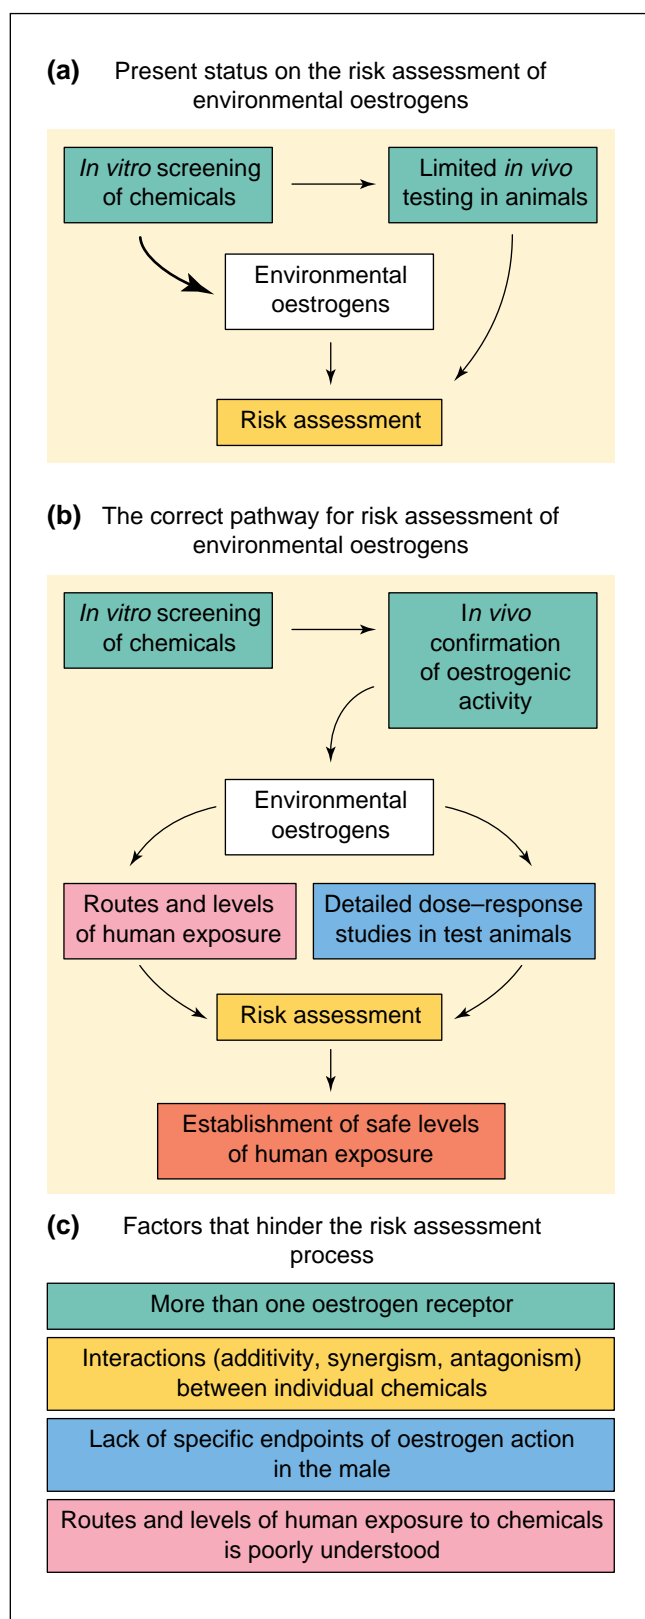 (a) Present status on the risk assessment of
environmental oestrogens
In vitro screening
of chemicals
Limited in vivo
testing in animals
Environmental
oestrogens
Risk assessment
(b) The correct pathway for risk assessment of
environmental oestrogens
In vitro screening
of chemicals
In vivo
confirmation
of oestrogenic
activity
Environmental
oestrogens
Routes and levels
of human exposure
Detailed dose–response
studies in test animals
Risk assessment
Establishment of safe levels
of human exposure
(c) Factors that hinder the risk assessment
process
More than one oestrogen receptor
Interactions (additivity, synergism, antagonism)
between individual chemicals
Lack of specific endpoints of oestrogen action
in the male
Routes and levels of human exposure to chemicals
is poorly understood